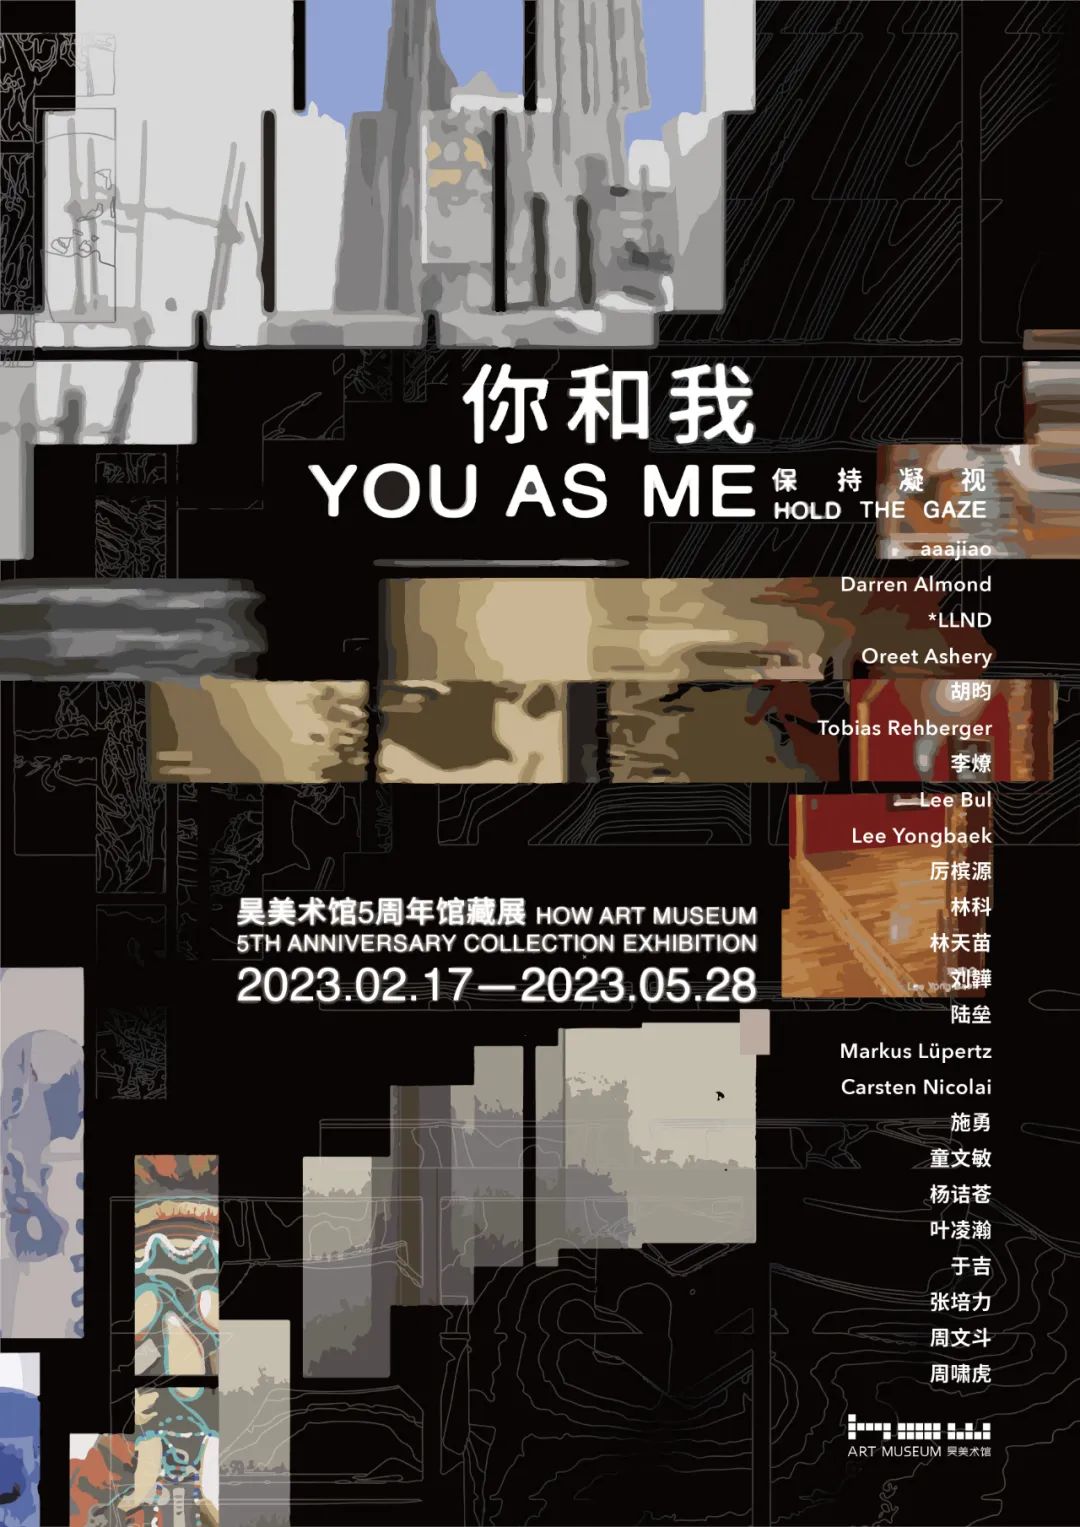 你和我
YOU AS ME
保持凝视
HOLD THE GAZE
aaajiao
Darren Almond
*LLND
Oreet Ashery
胡昀
Tobias Rehberger
李燎
Lee Bul
Lee Yongbaek
厉槟源
林科
林天苗
刘韡
陆垒
Markus Lüpertz
Carsten Nicolai
施勇
童文敏
杨诘苍
叶凌瀚
于吉
张培力
周文斗
周啸虎
昊美术馆5周年馆藏展 HOW ART MUSEUM
5TH ANNIVERSARY COLLECTION EXHIBITION
2023.02.17—2023.05.28
HOW
ART MUSEUM 昊美术馆